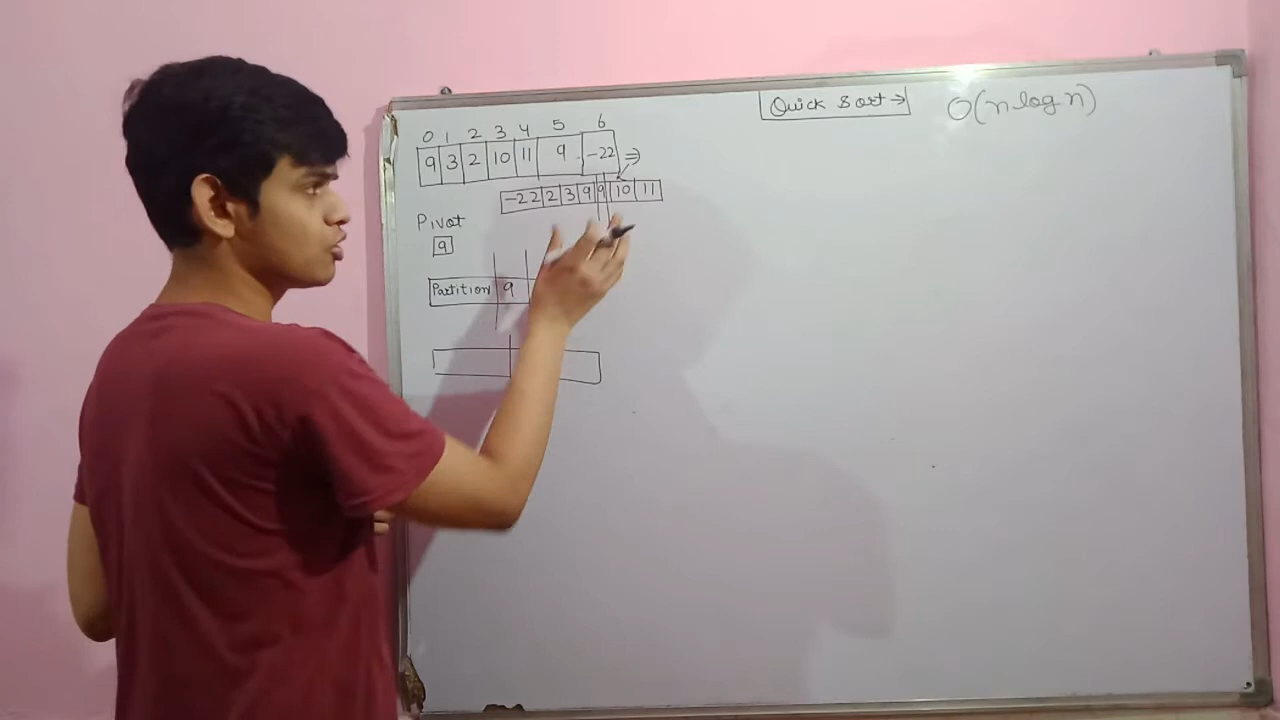 Quick Sort → O(n log n)
0 1 2 3 4 5 6
9 3 2 10 11 9 -22 ⇒
-22 2 3 9 9 10 11
Pivot
9
Partition 9